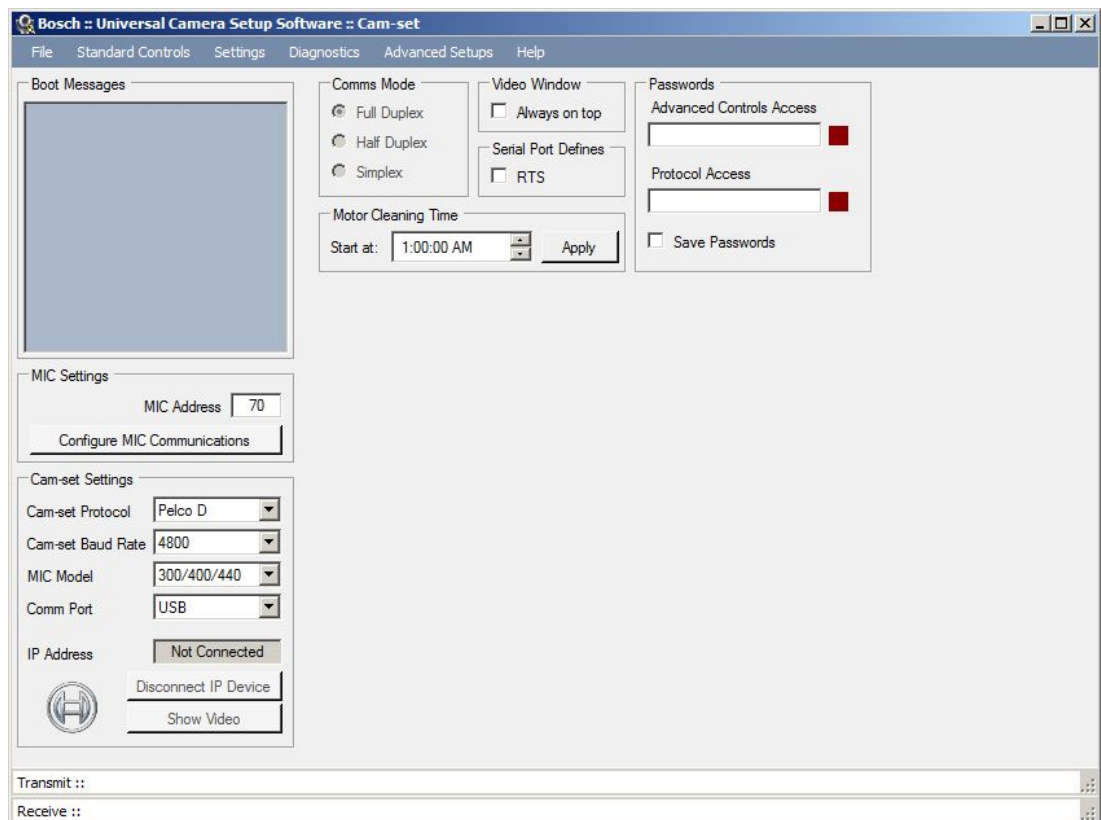 Bosch :: Universal Camera Setup Software :: Cam-set
File Standard Controls Settings Diagnostics Advanced Setups Help
Boot Messages
Comms Mode
Full Duplex
Half Duplex
Simplex
Video Window
Always on top
Serial Port Defines
RTS
Motor Cleaning Time
Start at: 1:00:00 AM Apply
Passwords
Advanced Controls Access
Protocol Access
Save Passwords
MIC Settings
MIC Address 70
Configure MIC Communications
Cam-set Settings
Cam-set Protocol Pelco D
Cam-set Baud Rate 4800
MIC Model 300/400/440
Comm Port USB
IP Address Not Connected
Disconnect IP Device
Show Video
Transmit ::
Receive ::